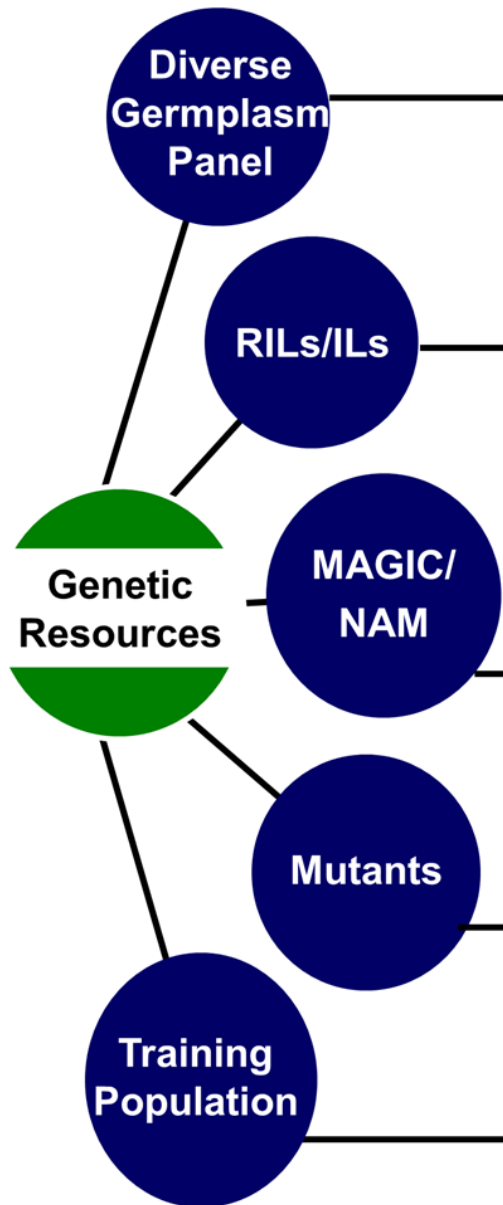 Diverse
Germplasm
Panel
RILs/ILs
MAGIC/
NAM
Genetic
Resources
Mutants
Training
Population